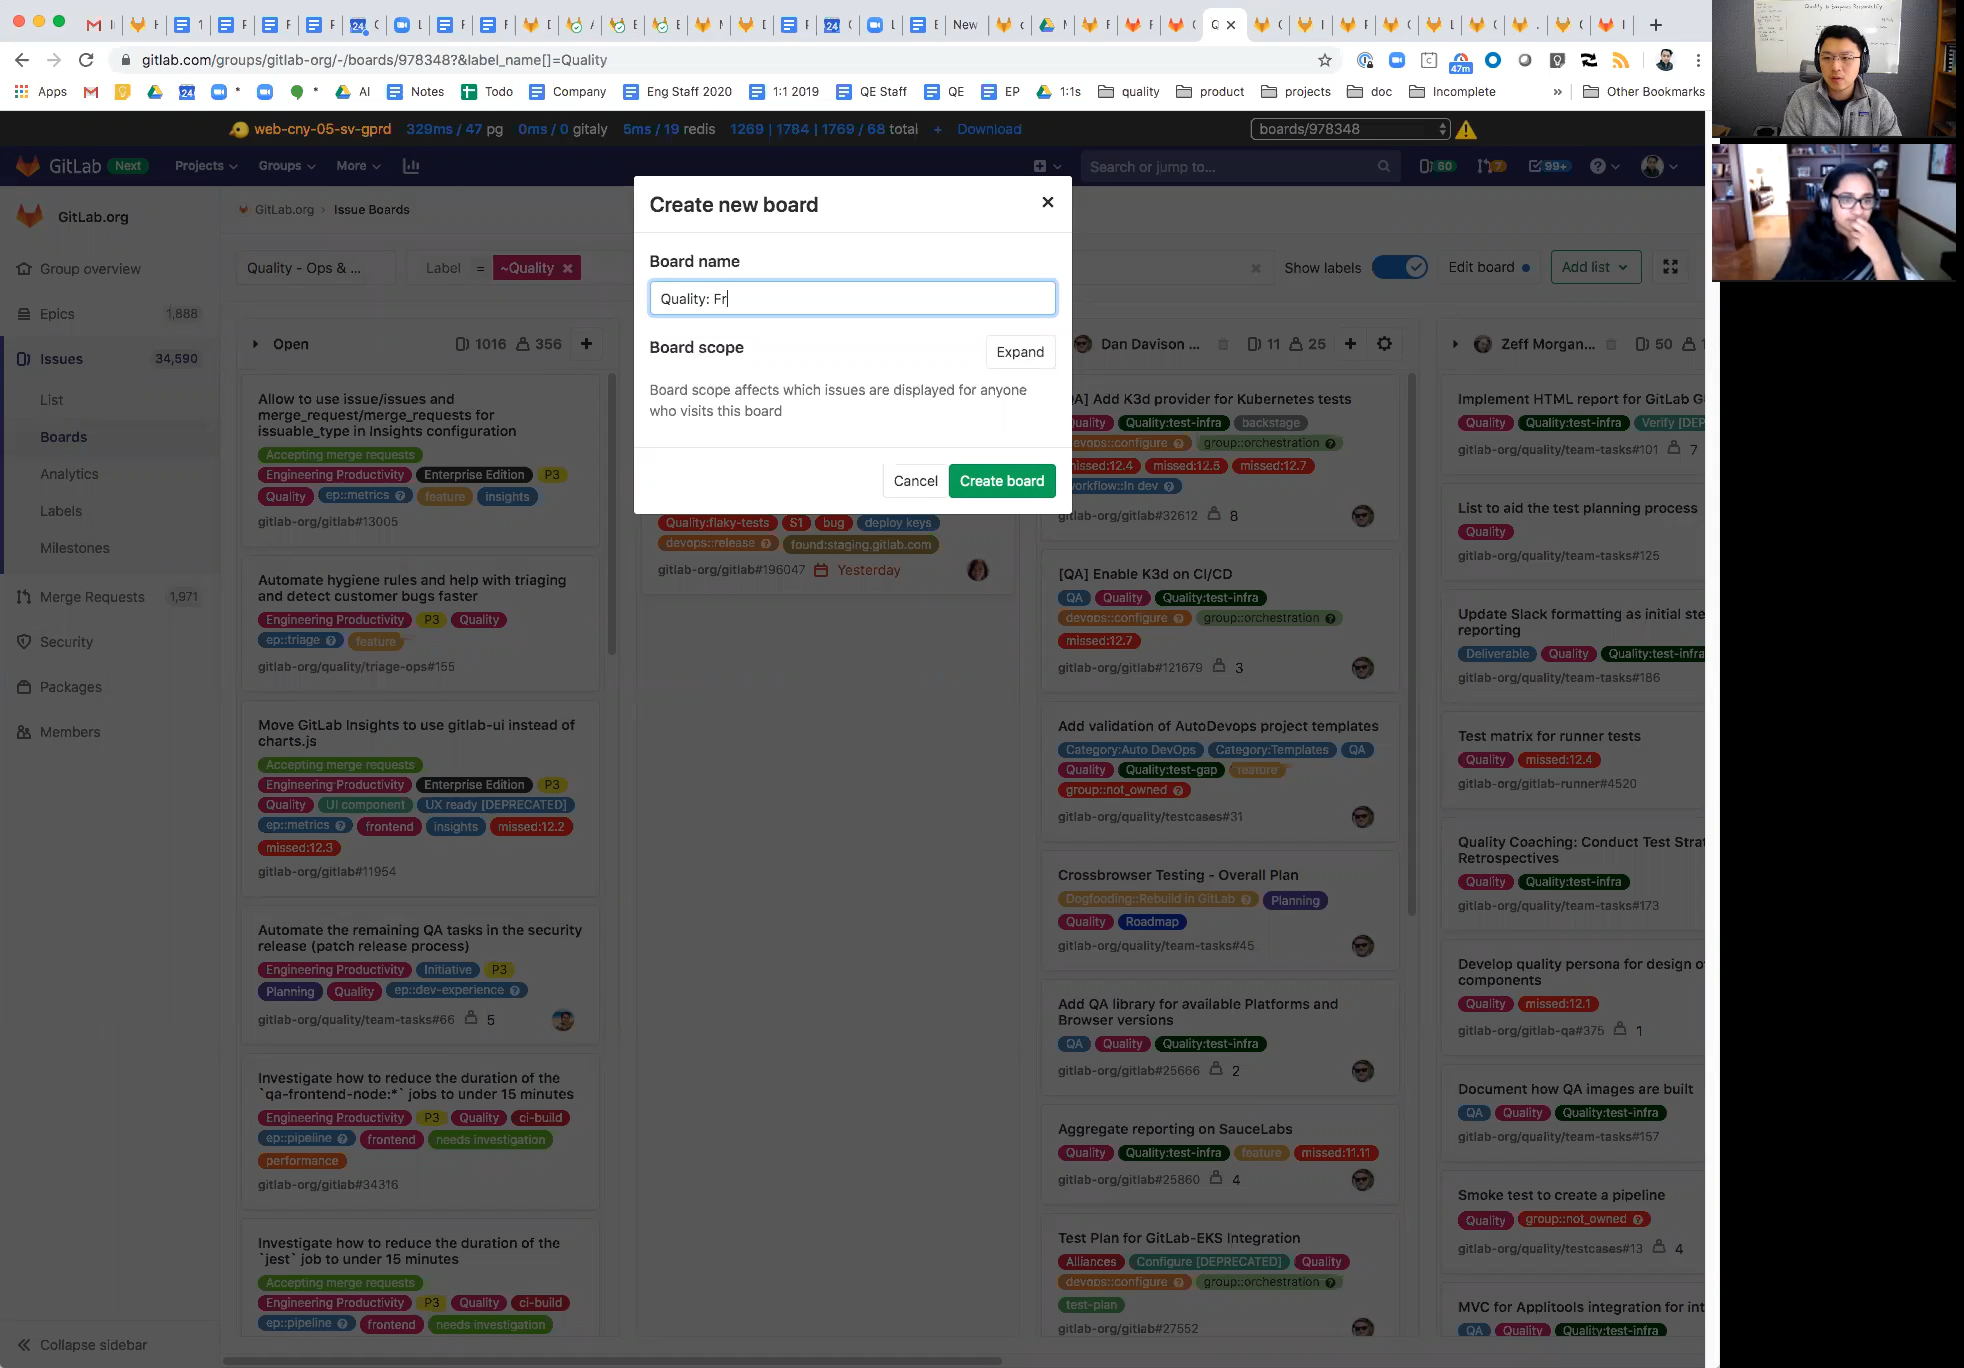 New
gitlab.com/groups/gitlab-org/-/boards/978348?&label_name[]=Quality
47m
Apps
24
*
*
AI
Notes
Todo
Company
Eng Staff 2020
1:1 2019
QE Staff
QE
EP
1:1s
quality
product
projects
doc
Incomplete
»
Other Bookmarks
web-cny-05-sv-gprd
329ms / 47 pg
0ms / 0 gitaly
5ms / 19 redis
1269 | 1784 | 1769 / 68 total
+
Download
boards/978348
GitLab
Next
Projects
Groups
More
Search or jump to...
60
7
99+
GitLab.org
Group overview
Epics 1,888
Issues 34,590
List
Boards
Analytics
Labels
Milestones
Merge Requests 1,971
Security
Packages
Members
Collapse sidebar
GitLab.org › Issue Boards
Quality - Ops & ...
Label = ~Quality
Show labels
Edit board
Add list
Create new board
Board name
Quality: Fr
Board scope
Expand
Board scope affects which issues are displayed for anyone
who visits this board
Cancel
Create board
Open 1016 356
Allow to use issue/issues and
merge_request/merge_requests for
issuable_type in Insights configuration
Accepting merge requests
Engineering Productivity Enterprise Edition P3
Quality ep::metrics feature insights
gitlab-org/gitlab#13005
Automate hygiene rules and help with triaging
and detect customer bugs faster
Engineering Productivity P3 Quality
ep::triage feature
gitlab-org/quality/triage-ops#155
Move GitLab Insights to use gitlab-ui instead of
charts.js
Accepting merge requests
Engineering Productivity Enterprise Edition P3
Quality UI component UX ready [DEPRECATED]
ep::metrics frontend insights missed:12.2
missed:12.3
gitlab-org/gitlab#11954
Automate the remaining QA tasks in the security
release (patch release process)
Engineering Productivity Initiative P3
Planning Quality ep::dev-experience
gitlab-org/quality/team-tasks#66 5
Investigate how to reduce the duration of the
`qa-frontend-node:*` jobs to under 15 minutes
Engineering Productivity P3 Quality ci-build
ep::pipeline frontend needs investigation
performance
gitlab-org/gitlab#34316
Investigate how to reduce the duration of the
`jest` job to under 15 minutes
Accepting merge requests
Engineering Productivity P3 Quality ci-build
ep::pipeline frontend needs investigation
Quality:flaky-tests S1 bug deploy keys
devops::release found:staging.gitlab.com
gitlab-org/gitlab#196047 Yesterday
Dan Davison ... 11 25
A] Add K3d provider for Kubernetes tests
uality Quality:test-infra backstage
evops::configure group::orchestration
missed:12.4 missed:12.5 missed:12.7
workflow::In dev
gitlab-org/gitlab#32612 8
[QA] Enable K3d on CI/CD
QA Quality Quality:test-infra
devops::configure group::orchestration
missed:12.7
gitlab-org/gitlab#121679 3
Add validation of AutoDevops project templates
Category:Auto DevOps Category:Templates QA
Quality Quality:test-gap feature
group::not_owned
gitlab-org/quality/testcases#31
Crossbrowser Testing - Overall Plan
Dogfooding::Rebuild in GitLab Planning
Quality Roadmap
gitlab-org/quality/team-tasks#45
Add QA library for available Platforms and
Browser versions
QA Quality Quality:test-infra
gitlab-org/gitlab#25666 2
Aggregate reporting on SauceLabs
Quality Quality:test-infra feature missed:11.11
gitlab-org/gitlab#25860 4
Test Plan for GitLab-EKS Integration
Alliances Configure [DEPRECATED] Quality
devops::configure group::orchestration
test-plan
gitlab-org/gitlab#27552
Zeff Morgan... 50
Implement HTML report for GitLab
Quality Quality:test-infra Verify [DEP
gitlab-org/quality/team-tasks#101 7
List to aid the test planning process
Quality
gitlab-org/quality/team-tasks#125
Update Slack formatting as initial ste
reporting
Deliverable Quality Quality:test-infra
gitlab-org/quality/team-tasks#186
Test matrix for runner tests
Quality missed:12.4
gitlab-org/gitlab-runner#4520
Quality Coaching: Conduct Test Strat
Retrospectives
Quality Quality:test-infra
gitlab-org/quality/team-tasks#173
Develop quality persona for design o
components
Quality missed:12.1
gitlab-org/gitlab-qa#375 1
Document how QA images are built
QA Quality Quality:test-infra
gitlab-org/quality/team-tasks#157
Smoke test to create a pipeline
Quality group::not_owned
gitlab-org/quality/testcases#13 4
MVC for Applitools integration for int
QA Quality Quality:test-infra